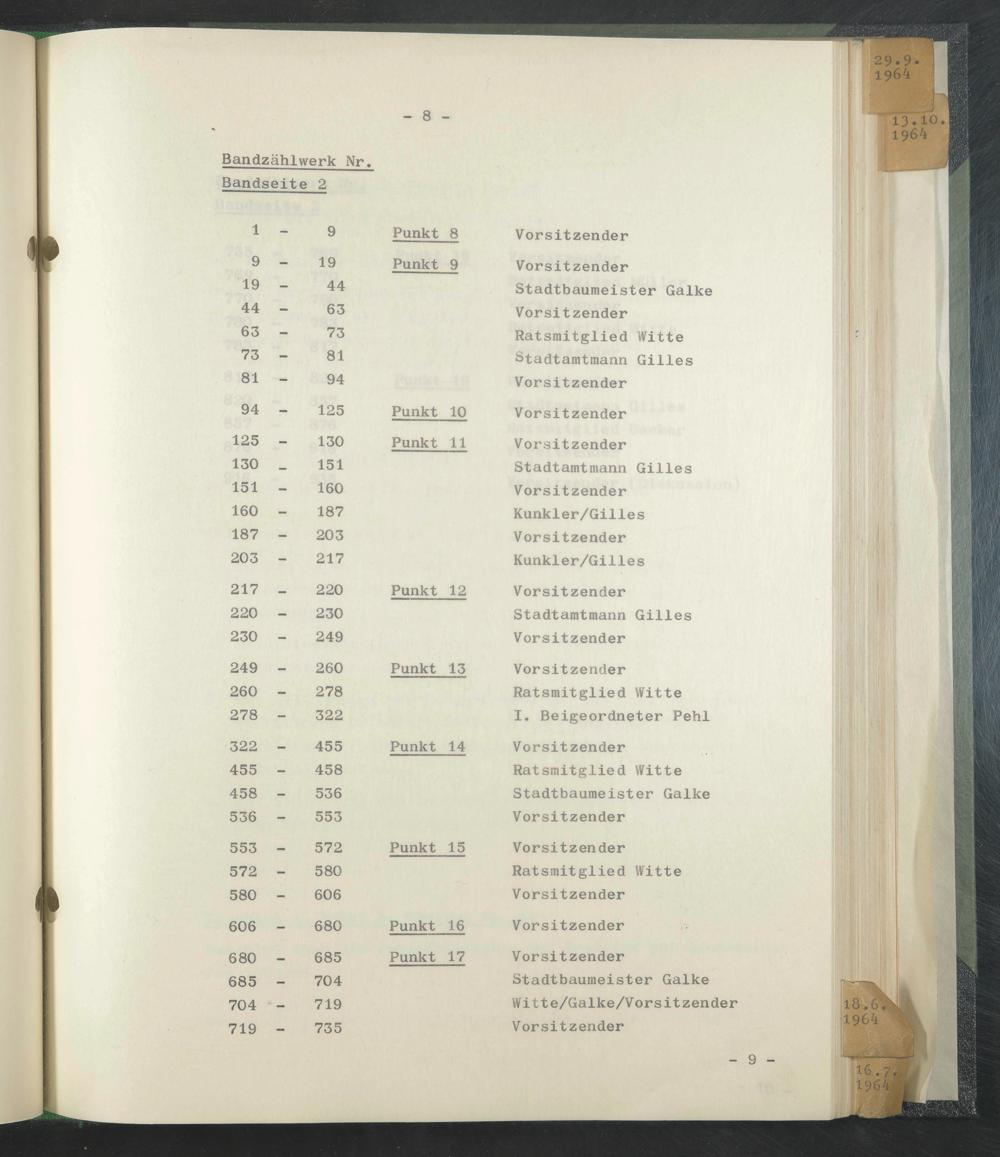 - 8 -
Bandzählwerk Nr.
Bandseite 2
1 - 9 Punkt 8 Vorsitzender
9 - 19 Punkt 9 Vorsitzender
19 - 44 Stadtbaumeister Galke
44 - 63 Vorsitzender
63 - 73 Ratsmitglied Witte
73 - 81 Stadtamtmann Gilles
81 - 94 Vorsitzender
94 - 125 Punkt 10 Vorsitzender
125 - 130 Punkt 11 Vorsitzender
130 - 151 Stadtamtmann Gilles
151 - 160 Vorsitzender
160 - 187 Kunkler/Gilles
187 - 203 Vorsitzender
203 - 217 Kunkler/Gilles
217 - 220 Punkt 12 Vorsitzender
220 - 230 Stadtamtmann Gilles
230 - 249 Vorsitzender
249 - 260 Punkt 13 Vorsitzender
260 - 278 Ratsmitglied Witte
278 - 322 I. Beigeordneter Pehl
322 - 455 Punkt 14 Vorsitzender
455 - 458 Ratsmitglied Witte
458 - 536 Stadtbaumeister Galke
536 - 553 Vorsitzender
553 - 572 Punkt 15 Vorsitzender
572 - 580 Ratsmitglied Witte
580 - 606 Vorsitzender
606 - 680 Punkt 16 Vorsitzender
680 - 685 Punkt 17 Vorsitzender
685 - 704 Stadtbaumeister Galke
704 - 719 Witte/Galke/Vorsitzender
719 - 735 Vorsitzender
- 9 -
29.9.
1964
13.10.
1964
18.6.
1964
16.7.
1964